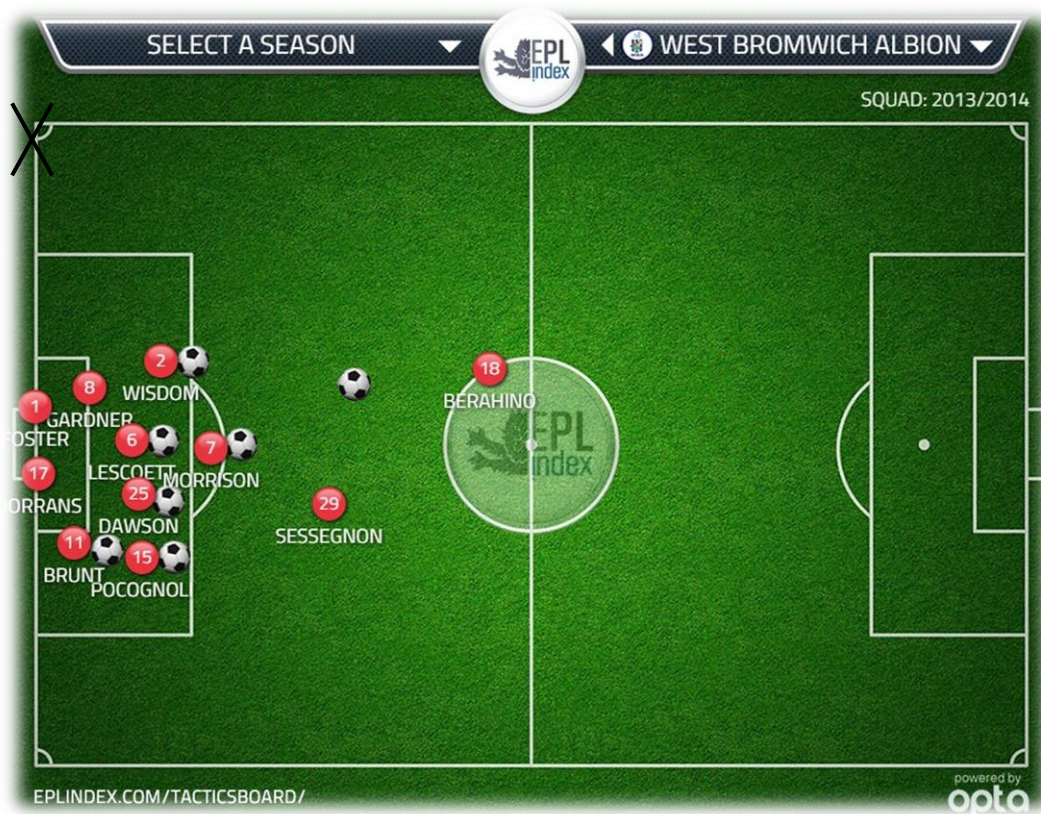 SELECT A SEASON
EPL
index
WEST BROMWICH ALBION
SQUAD: 2013/2014
X
2
WISDOM
18
BERAHINO
8
GARDNER
1
FOSTER
6
LESCOETT
7
MORRISON
EPL
index
17
ORRANS
25
DAWSON
29
SESSEGNON
11
BRUNT
15
POCOGNOL
EPLINDEX.COM/TACTICSBOARD/
powered by
opta